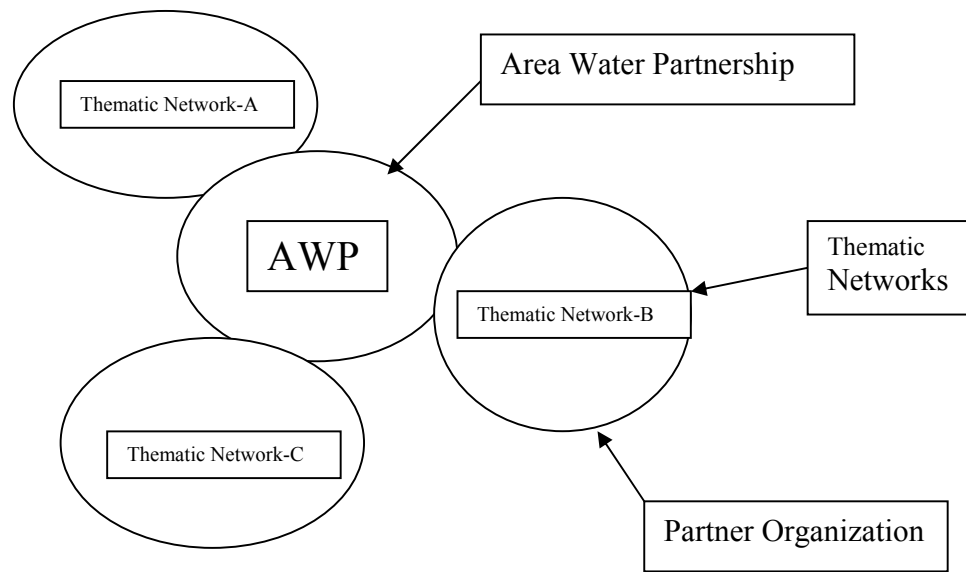 Area Water Partnership
Thematic Network-A
AWP
Thematic
Networks
Thematic Network-B
Thematic Network-C
Partner Organization